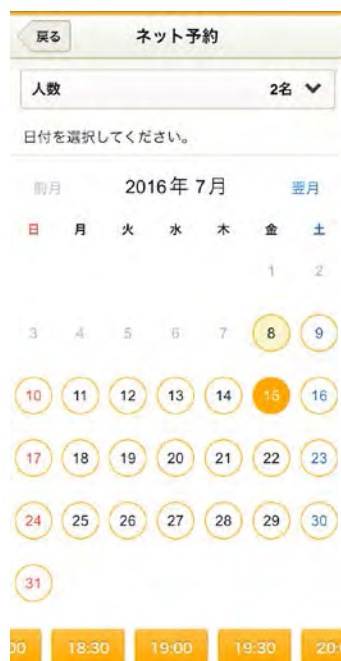 戻る ネット予約
人数 2名
日付を選択してください。
前月 2016年 7月 翌月
日 月 火 水 木 金 土
1 2
3 4 5 6 7 8 9
10 11 12 13 14 15 16
17 18 19 20 21 22 23
24 25 26 27 28 29 30
31
00 18:30 19:00 19:30 20: